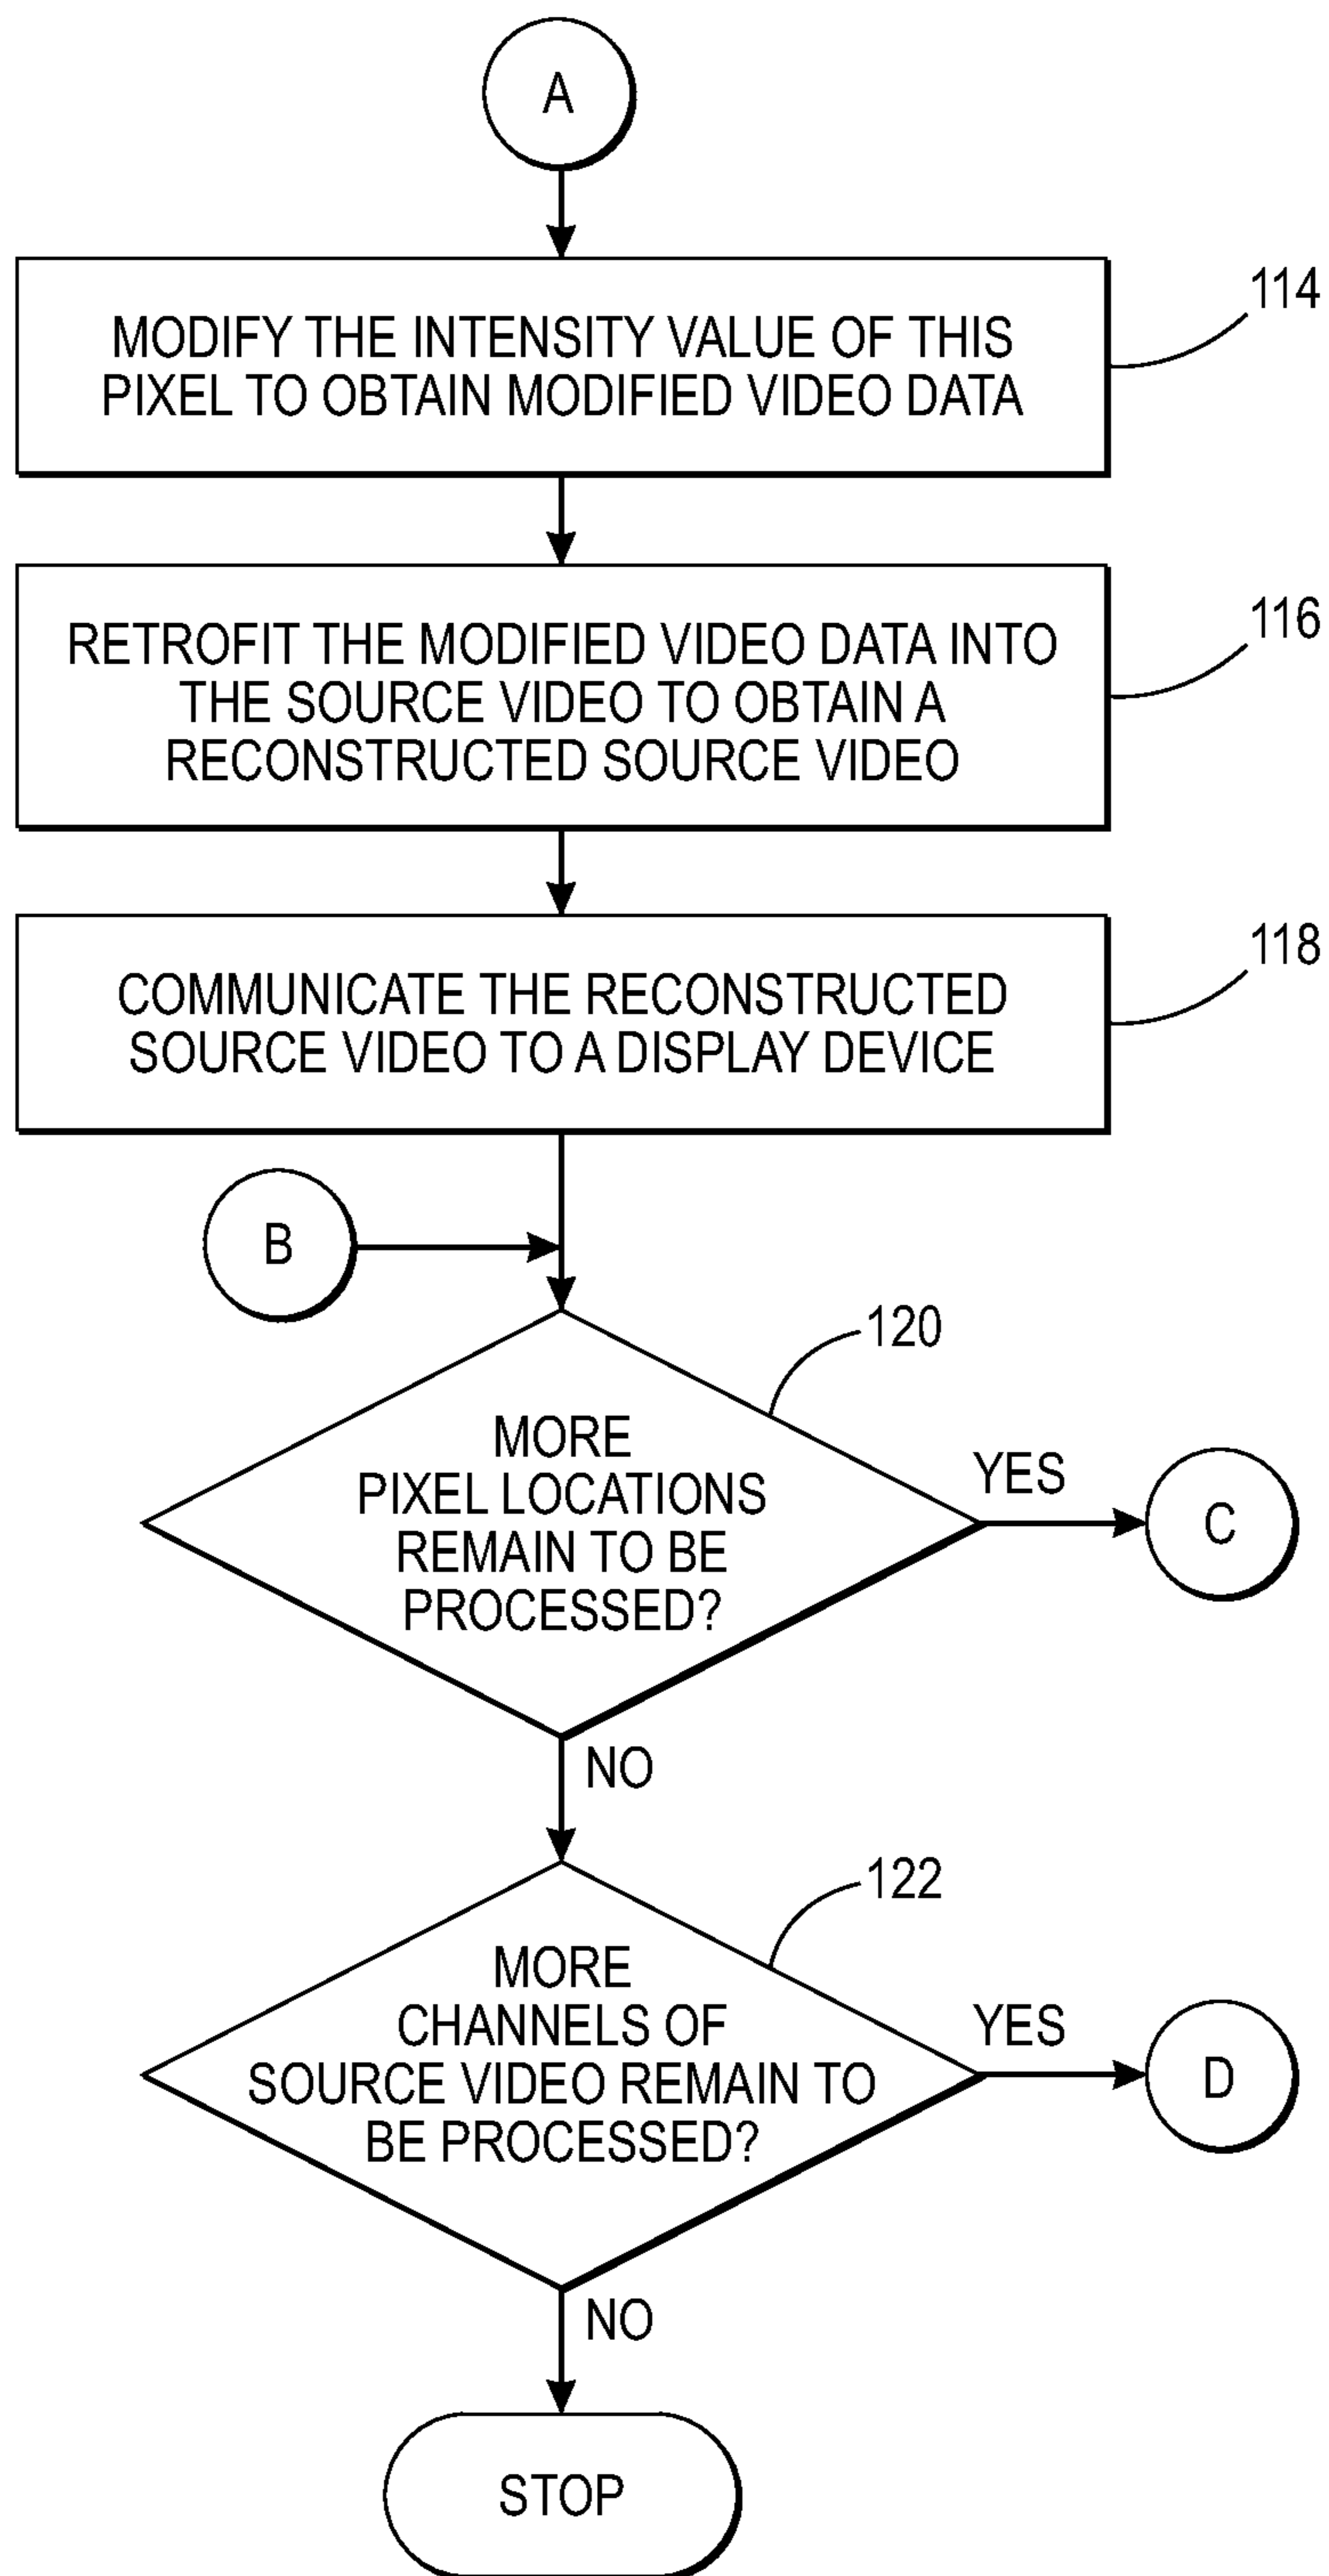 A
MODIFY THE INTENSITY VALUE OF THIS
PIXEL TO OBTAIN MODIFIED VIDEO DATA
114
RETROFIT THE MODIFIED VIDEO DATA INTO
THE SOURCE VIDEO TO OBTAIN A
RECONSTRUCTED SOURCE VIDEO
116
COMMUNICATE THE RECONSTRUCTED
SOURCE VIDEO TO A DISPLAY DEVICE
118
B
120
MORE
PIXEL LOCATIONS
REMAIN TO BE
PROCESSED?
YES
C
NO
122
MORE
CHANNELS OF
SOURCE VIDEO REMAIN TO
BE PROCESSED?
YES
D
NO
STOP